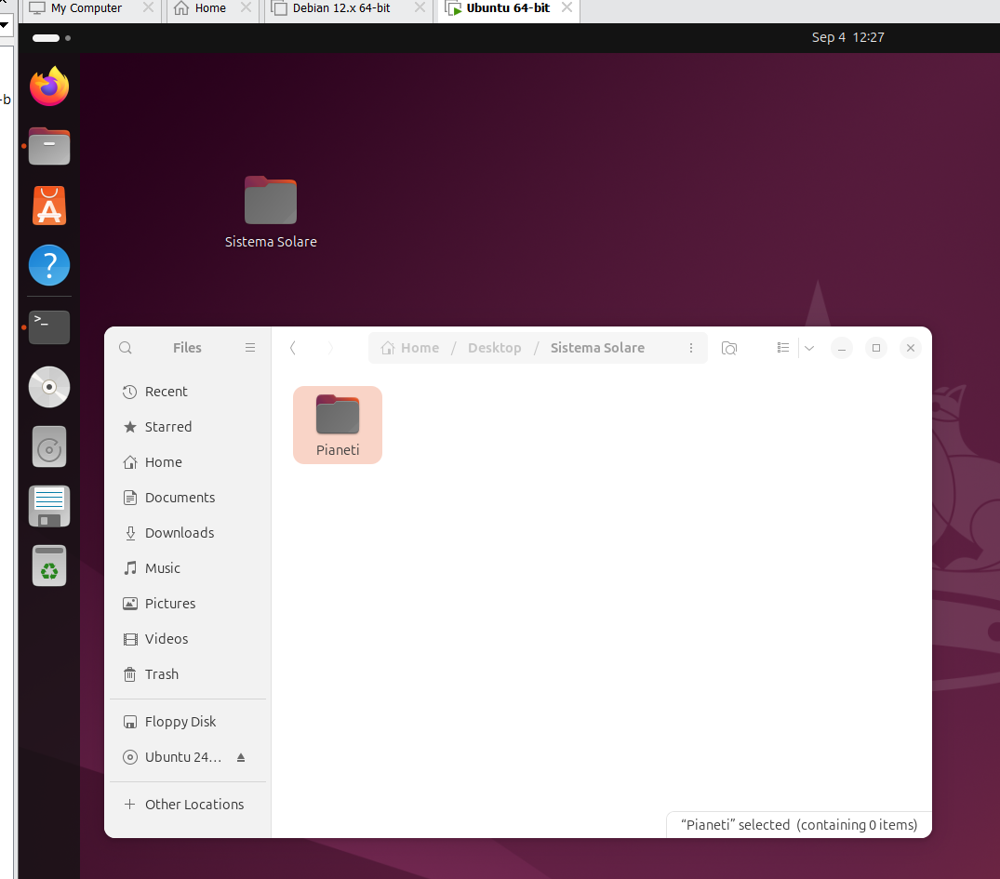 My Computer
Home
Debian 12.x 64-bit
Ubuntu 64-bit
Sep 4 12:27
-b
Sistema Solare
Files
Home / Desktop / Sistema Solare
Recent
Starred
Home
Documents
Downloads
Music
Pictures
Videos
Trash
Floppy Disk
Ubuntu 24…
Other Locations
Pianeti
“Pianeti” selected (containing 0 items)